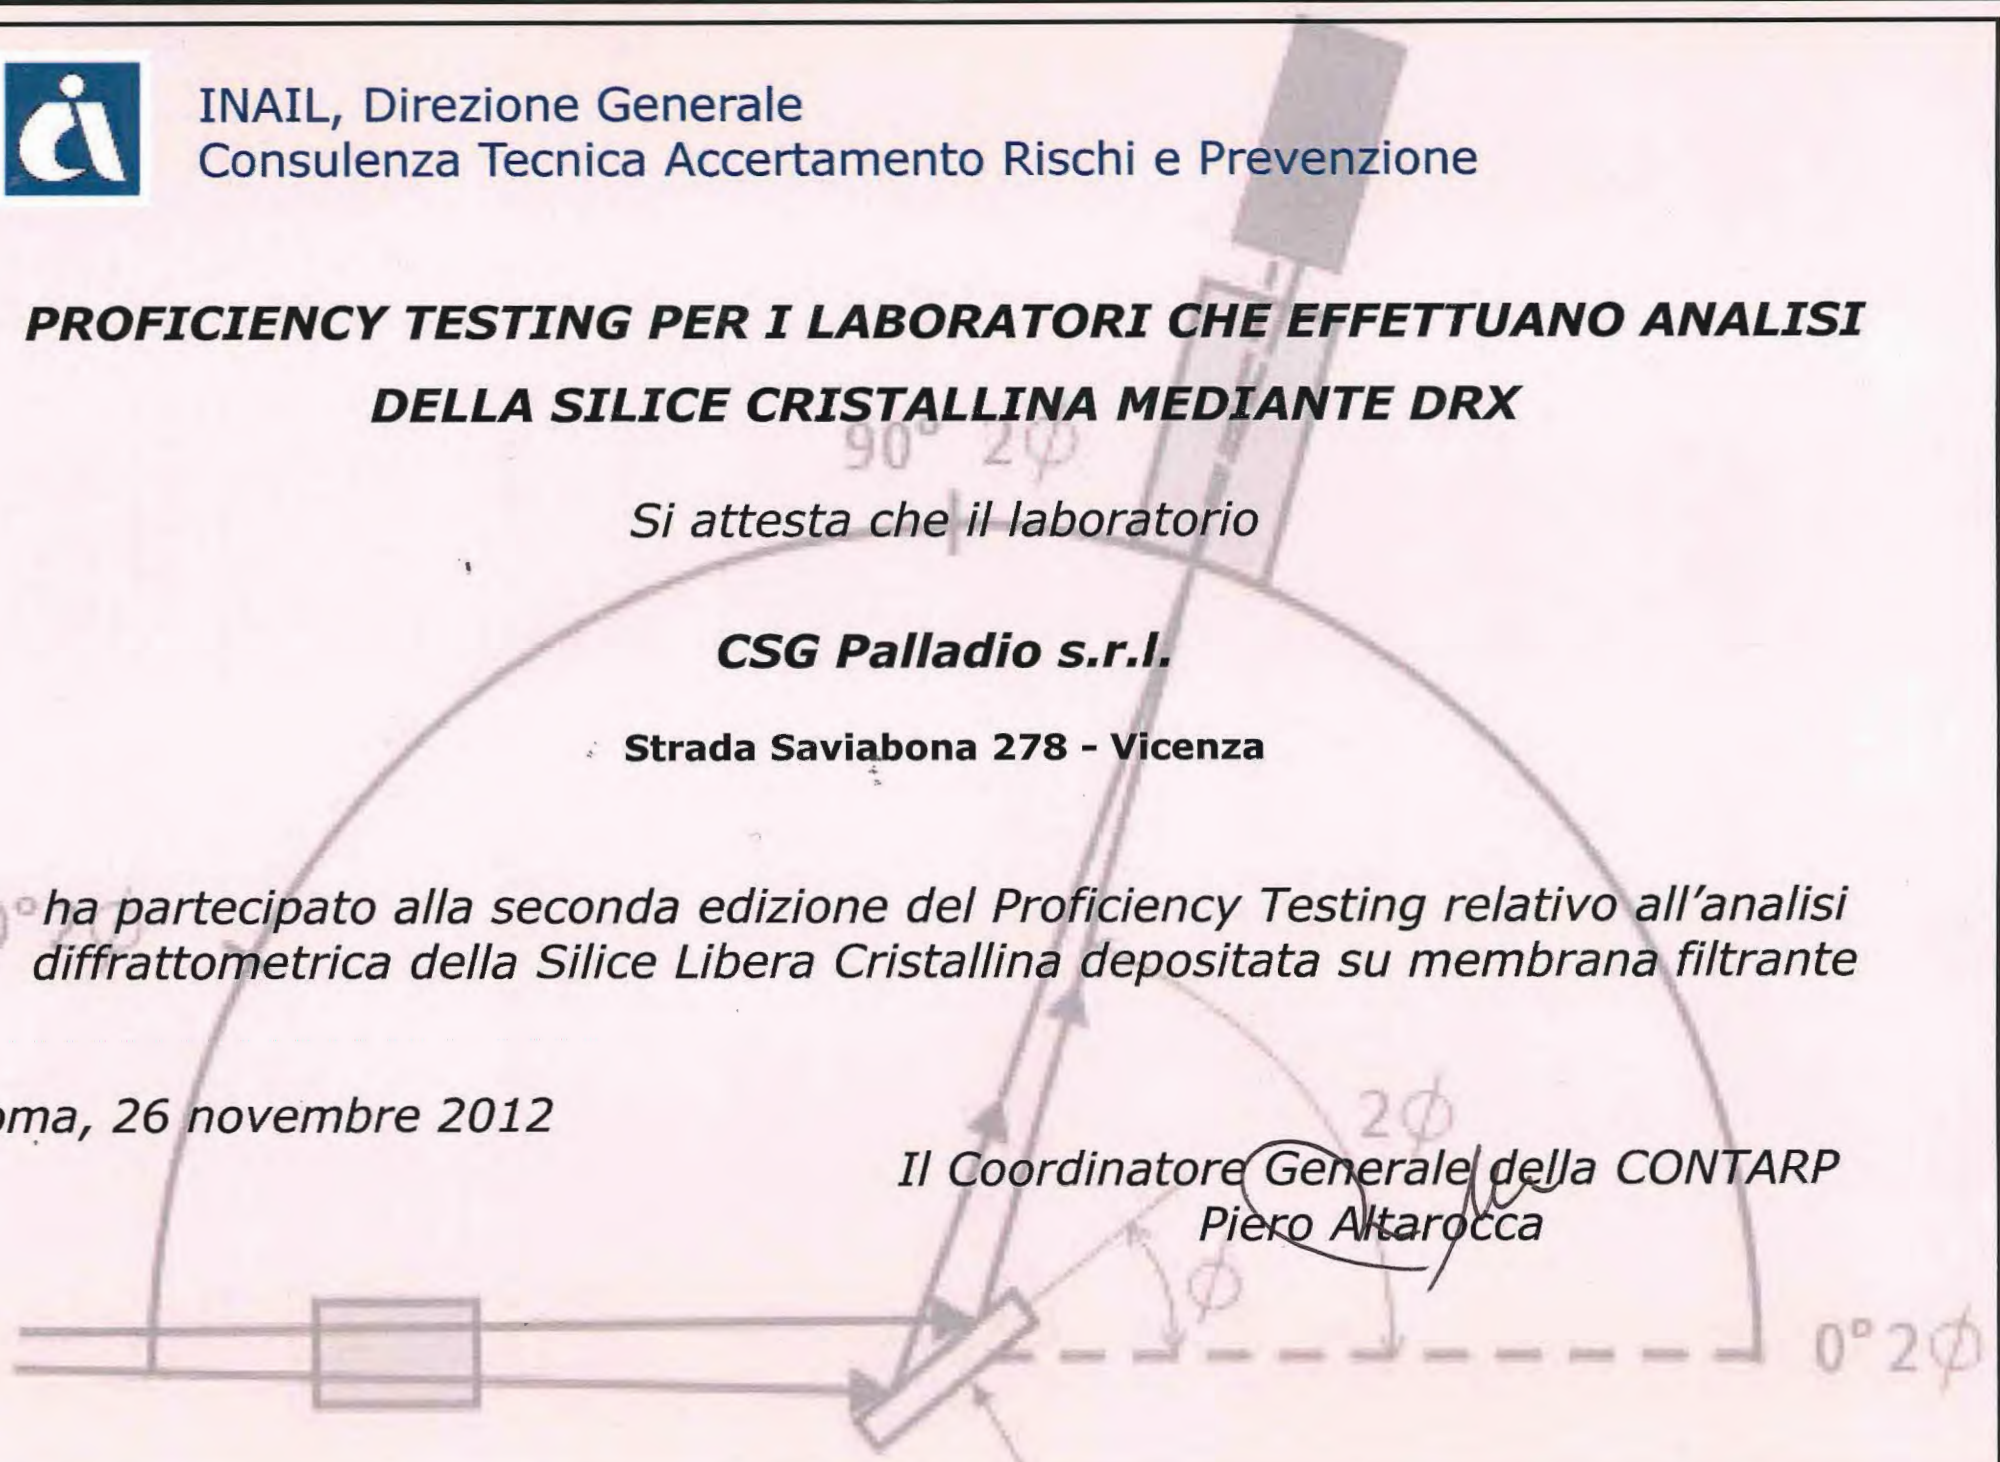 INAIL, Direzione Generale
Consulenza Tecnica Accertamento Rischi e Prevenzione
PROFICIENCY TESTING PER I LABORATORI CHE EFFETTUANO ANALISI
DELLA SILICE CRISTALLINA MEDIANTE DRX
90° 2ϕ
Si attesta che il laboratorio
CSG Palladio s.r.l.
Strada Saviabona 278 - Vicenza
ha partecipato alla seconda edizione del Proficiency Testing relativo all'analisi
diffrattometrica della Silice Libera Cristallina depositata su membrana filtrante
oma, 26 novembre 2012
2ϕ
Il Coordinatore Generale della CONTARP
Piero Altarocca
ϕ
0° 2ϕ